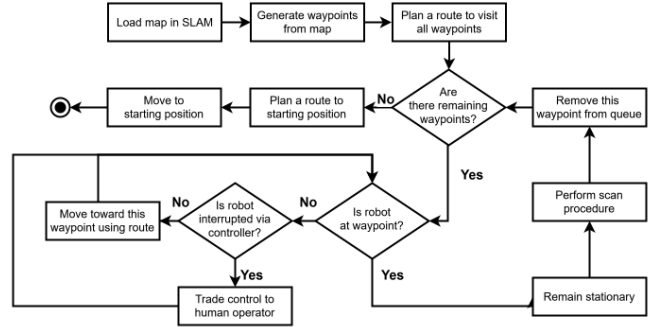 Load map in SLAM
Generate waypoints
from map
Plan a route to visit
all waypoints
Are
there remaining
waypoints?
No
Plan a route to
starting position
Move to
starting position
Remove this
waypoint from queue
Yes
Perform scan
procedure
Is robot
at waypoint?
No
Is robot
interrupted via
controller?
No
Move toward this
waypoint using route
Yes
Trade control to
human operator
Yes
Remain stationary